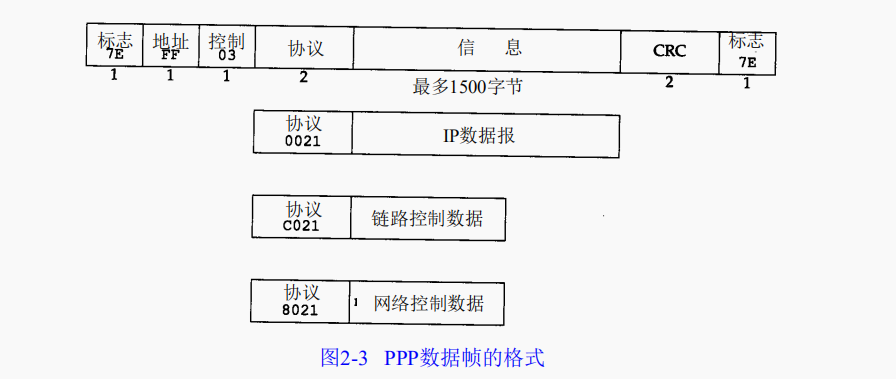 标志 地址 控制 协议 信 息 CRC 标志
7E FF 03 7E
1 1 1 2 最多1500字节 2 1
协议 IP数据报
0021
协议 链路控制数据
C021
协议 网络控制数据
8021
图2-3 PPP数据帧的格式